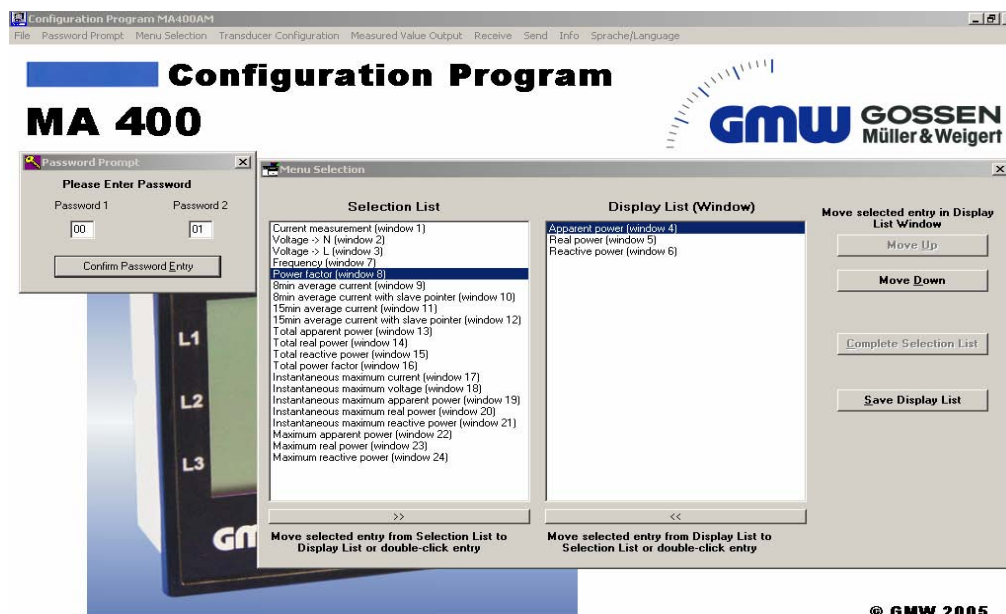 Configuration Program MA400AM
File Password Prompt Menu Selection Transducer Configuration Measured Value Output Receive Send Info Sprache/Language
Configuration Program
MA 400
GMW GOSSEN
Müller & Weigert
Password Prompt
Please Enter Password
Password 1 Password 2
00 01
Confirm Password Entry
Menu Selection
Selection List
Current measurement (window 1)
Voltage -> N (window 2)
Voltage -> L (window 3)
Frequency (window 7)
Power factor (window 8)
8min average current (window 9)
8min average current with slave pointer (window 10)
15min average current (window 11)
15min average current with slave pointer (window 12)
Total apparent power (window 13)
Total real power (window 14)
Total reactive power (window 15)
Total power factor (window 16)
Instantaneous maximum current (window 17)
Instantaneous maximum voltage (window 18)
Instantaneous maximum apparent power (window 19)
Instantaneous maximum real power (window 20)
Instantaneous maximum reactive power (window 21)
Maximum apparent power (window 22)
Maximum real power (window 23)
Maximum reactive power (window 24)
>>
Move selected entry from Selection List to
Display List or double-click entry
Display List (Window)
Apparent power (window 4)
Real power (window 5)
Reactive power (window 6)
<<
Move selected entry from Display List to
Selection List or double-click entry
Move selected entry in Display
List Window
Move Up
Move Down
Complete Selection List
Save Display List
L1
L2
L3
GM
© GMW 2005